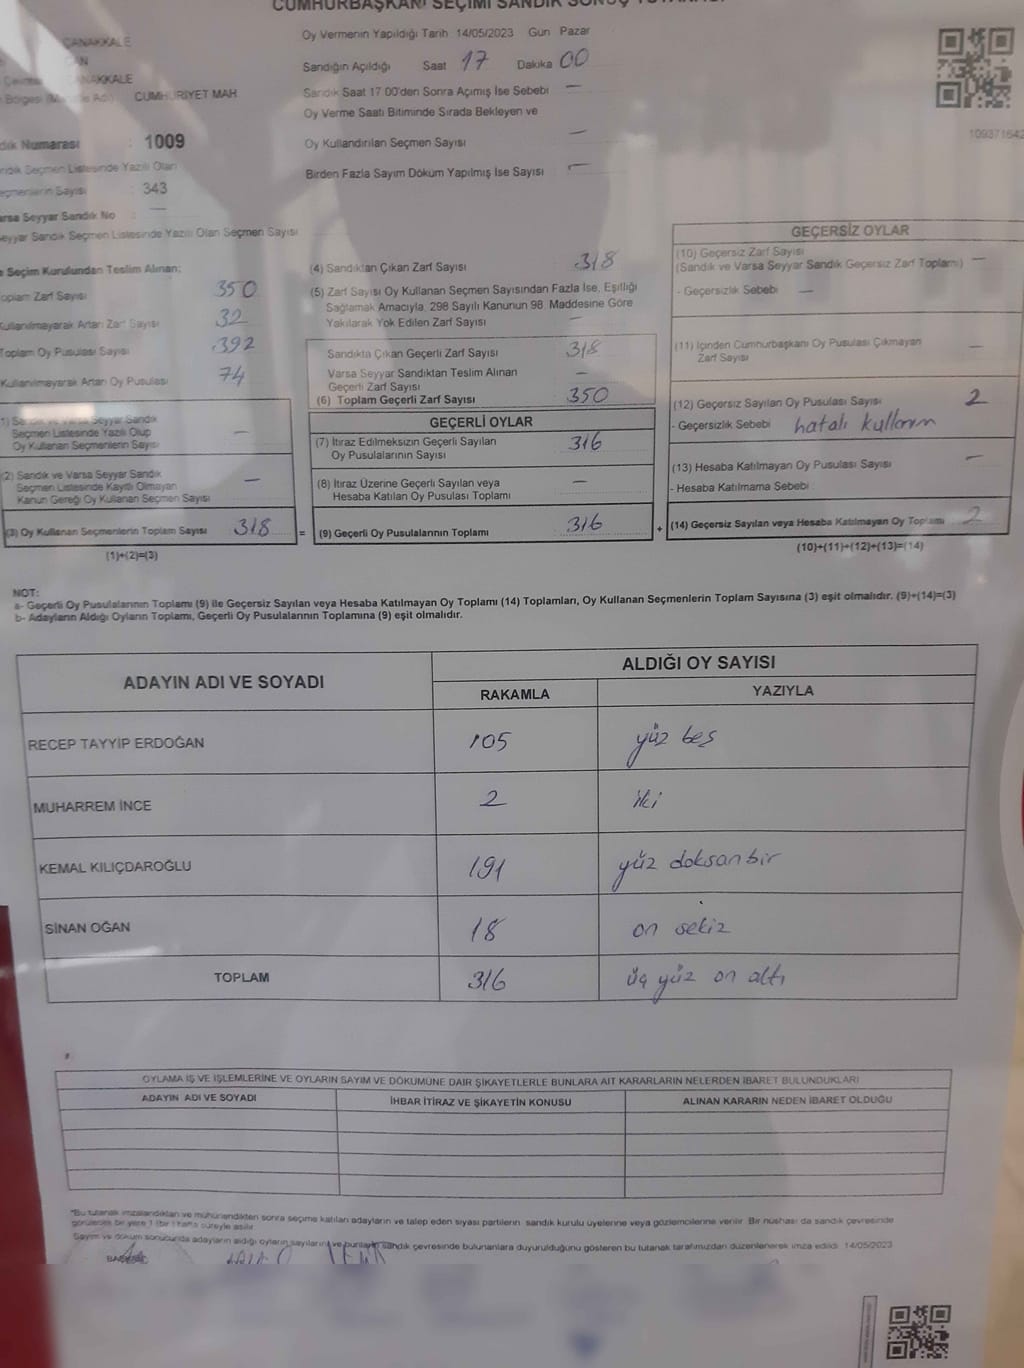 CUMHURBAŞKANI SEÇİMİ SANDIK SONUÇ TUTANAĞI
ÇANAKKALE
ÇANAKKALE
CUMHURİYET MAH
Sandık Numarası : 1009
Sandık Seçmen Listesinde Yazılı Olan
Seçmenlerin Sayısı : 343
Varsa Seyyar Sandık No : —
Seyyar Sandık Seçmen Listesinde Yazılı Olan Seçmen Sayısı
Oy Vermenin Yapıldığı Tarih 14/05/2023 Gün Pazar
Sandığın Açıldığı Saat 17 Dakika 00
Sandık Saat 17.00'den Sonra Açımış İse Sebebi —
Oy Verme Saati Bitiminde Sırada Bekleyen ve
Oy Kullandırılan Seçmen Sayısı —
Birden Fazla Sayım Döküm Yapılmış İse Sayısı —
109371642
Seçim Kurulundan Teslim Alınan;
Toplam Zarf Sayısı 350
Kullanılmayarak Artan Zarf Sayısı 32
Toplam Oy Pusulası Sayısı 392
Kullanılmayarak Artan Oy Pusulası 74
(1) Sandık ve Varsa Seyyar Sandık
Seçmen Listesinde Yazılı Olup
Oy Kullanan Seçmenlerin Sayısı —
(2) Sandık ve Varsa Seyyar Sandık
Seçmen Listesinde Kayıtlı Olmayan
Kanun Gereği Oy Kullanan Seçmen Sayısı —
(3) Oy Kullanan Seçmenlerin Toplam Sayısı 318 =
(1)+(2)=(3)
(4) Sandıktan Çıkan Zarf Sayısı 318
(5) Zarf Sayısı Oy Kullanan Seçmen Sayısından Fazla İse, Eşitliği
Sağlamak Amacıyla, 298 Sayılı Kanunun 98. Maddesine Göre
Yakılarak Yok Edilen Zarf Sayısı —
Sandıkta Çıkan Geçerli Zarf Sayısı 318
Varsa Seyyar Sandıktan Teslim Alınan
Geçerli Zarf Sayısı —
(6) Toplam Geçerli Zarf Sayısı 350
GEÇERLİ OYLAR
(7) İtiraz Edilmeksizin Geçerli Sayılan
Oy Pusulalarının Sayısı 316
(8) İtiraz Üzerine Geçerli Sayılan veya
Hesaba Katılan Oy Pusulası Toplamı —
(9) Geçerli Oy Pusulalarının Toplamı 316 +
GEÇERSİZ OYLAR
(10) Geçersiz Zarf Sayısı
(Sandık ve Varsa Seyyar Sandık Geçersiz Zarf Toplamı) —
- Geçersizlik Sebebi —
(11) İçinden Cumhurbaşkanı Oy Pusulası Çıkmayan
Zarf Sayısı —
(12) Geçersiz Sayılan Oy Pusulası Sayısı 2
- Geçersizlik Sebebi hatalı kullanım
(13) Hesaba Katılmayan Oy Pusulası Sayısı —
- Hesaba Katılmama Sebebi
(14) Geçersiz Sayılan veya Hesaba Katılmayan Oy Toplamı 2
(10)+(11)+(12)+(13)=(14)
NOT:
a- Geçerli Oy Pusulalarının Toplamı (9) ile Geçersiz Sayılan veya Hesaba Katılmayan Oy Toplamı (14) Toplamları, Oy Kullanan Seçmenlerin Toplam Sayısına (3) eşit olmalıdır. (9)+(14)=(3)
b- Adayların Aldığı Oyların Toplamı, Geçerli Oy Pusulalarının Toplamına (9) eşit olmalıdır.
ADAYIN ADI VE SOYADI ALDIĞI OY SAYISI
RAKAMLA YAZIYLA
RECEP TAYYİP ERDOĞAN 105 yüz beş
MUHARREM İNCE 2 iki
KEMAL KILIÇDAROĞLU 191 yüz doksan bir
SİNAN OĞAN 18 on sekiz
TOPLAM 316 üç yüz on altı
OYLAMA İŞ VE İŞLEMLERİNE VE OYLARIN SAYIM VE DÖKÜMÜNE DAİR ŞİKAYETLERLE BUNLARA AİT KARARLARIN NELERDEN İBARET BULUNDUKLARI
ADAYIN ADI VE SOYADI İHBAR İTİRAZ VE ŞİKAYETİN KONUSU ALINAN KARARIN NEDEN İBARET OLDUĞU
*Bu tutanak imzalandıktan ve mühürlendikten sonra seçime katılan adayların ve talep eden siyasi partilerin sandık kurulu üyelerine veya gözlemcilerine verilir. Bir nüshası da sandık çevresinde
görülebilecek bir yere 1 (bir) hafta süreyle asılır.
Sayım ve döküm sonucunda adayların aldığı oyların sayılarını ve bunların sandık çevresinde bulunanlara duyurulduğunu gösteren bu tutanak tarafımızdan düzenlenerek imza edildi. 14/05/2023
BAŞKAN